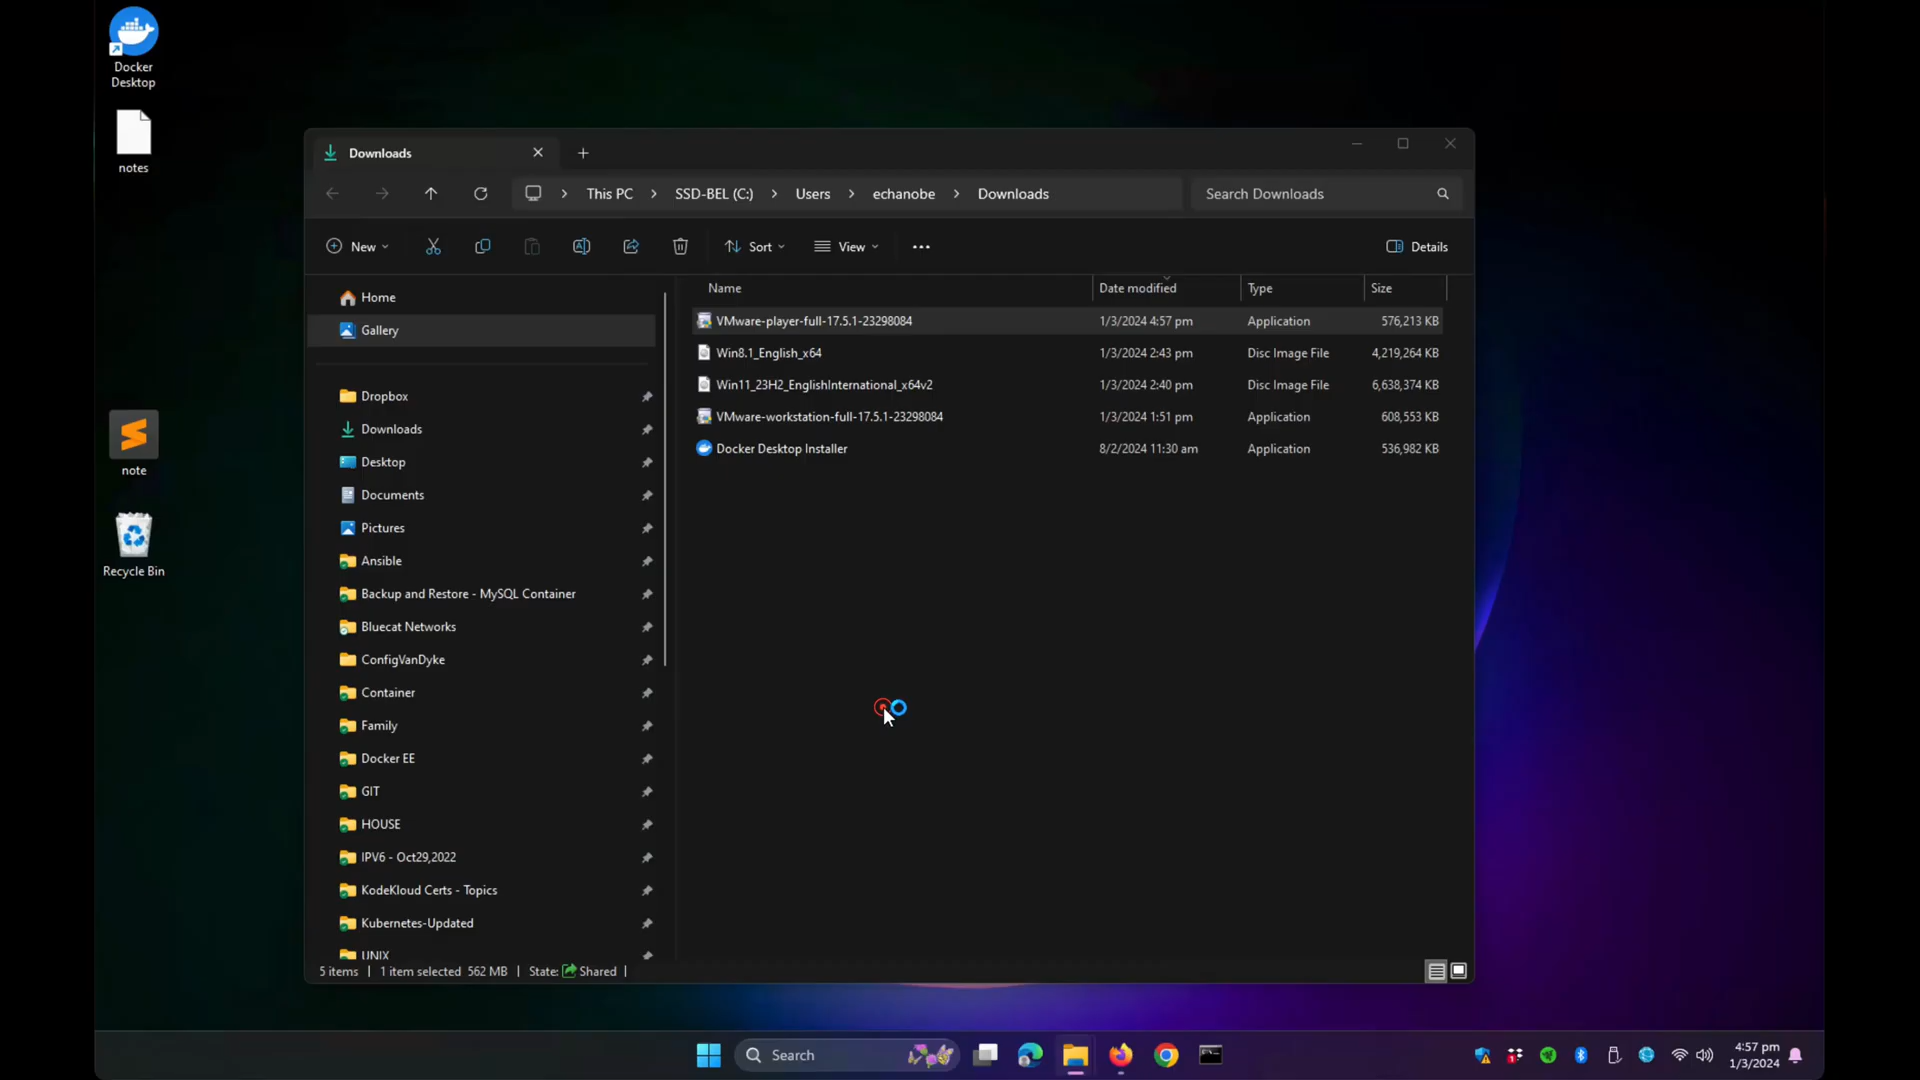 Docker
Desktop
notes
note
Recycle Bin
Downloads
This PC > SSD-BEL (C:) > Users > echanobe > Downloads
Search Downloads
New
Sort
View
Details
Home
Gallery
Dropbox
Downloads
Desktop
Documents
Pictures
Ansible
Backup and Restore - MySQL Container
Bluecat Networks
ConfigVanDyke
Container
Family
Docker EE
GIT
HOUSE
IPV6 - Oct29,2022
KodeKloud Certs - Topics
Kubernetes-Updated
UNIX
Name Date modified Type Size
VMware-player-full-17.5.1-23298084 1/3/2024 4:57 pm Application 576,213 KB
Win8.1_English_x64 1/3/2024 2:43 pm Disc Image File 4,219,264 KB
Win11_23H2_EnglishInternational_x64v2 1/3/2024 2:40 pm Disc Image File 6,638,374 KB
VMware-workstation-full-17.5.1-23298084 1/3/2024 1:51 pm Application 608,553 KB
Docker Desktop Installer 8/2/2024 11:30 am Application 536,982 KB
5 items | 1 item selected 562 MB | State: Shared |
Search
4:57 pm
1/3/2024